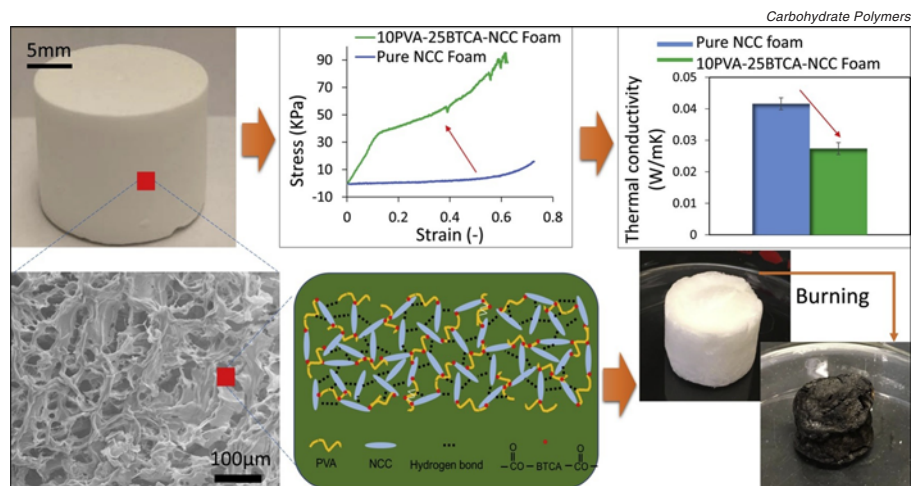 Carbohydrate Polymers
5mm
10PVA-25BTCA-NCC Foam
Pure NCC Foam
Stress (KPa)
90
70
50
30
10
-10
0 0.2 0.4 0.6 0.8
Strain (-)
Pure NCC foam
10PVA-25BTCA-NCC Foam
Thermal conductivity
(W/mK)
0.05
0.04
0.03
0.02
0.01
0
100μm
PVA
NCC
Hydrogen bond
O O
—CO—BTCA—CO—
Burning